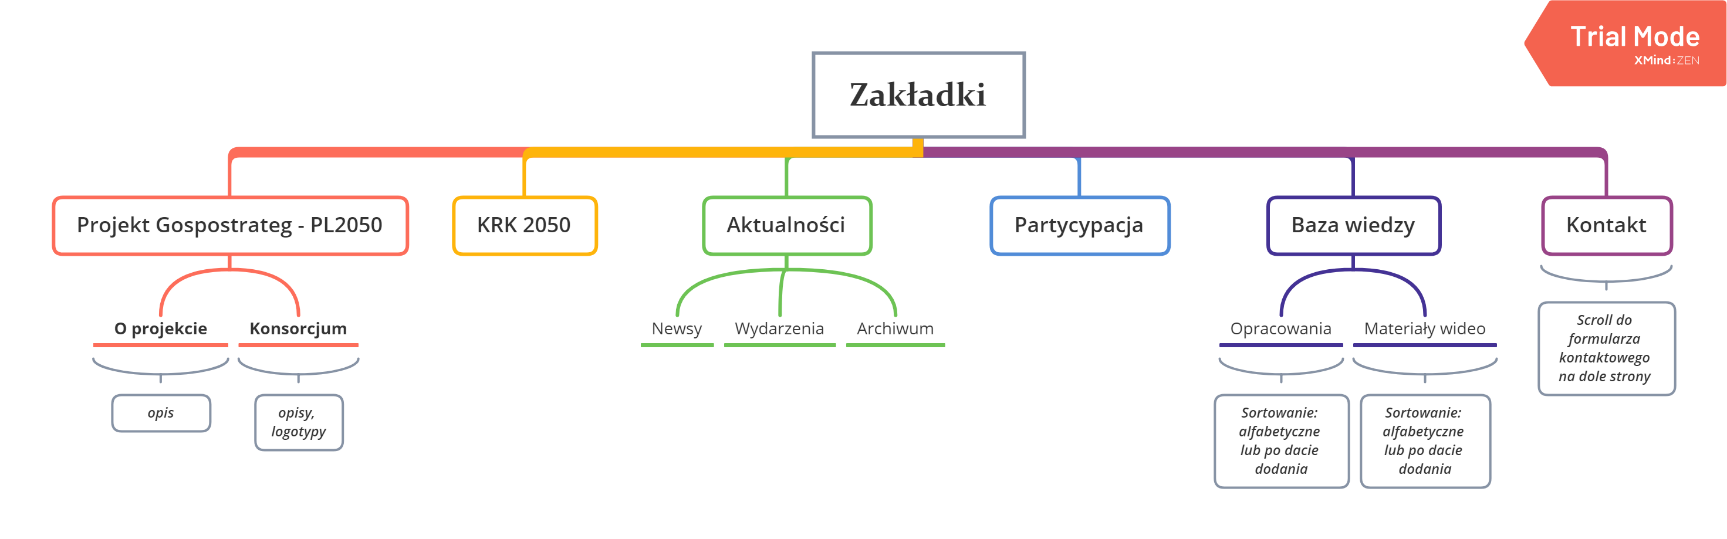 Trial Mode
XMind:ZEN
Zakładki
Projekt Gospostrateg - PL2050
KRK 2050
Aktualności
Partycypacja
Baza wiedzy
Kontakt
O projekcie
Konsorcjum
Newsy
Wydarzenia
Archiwum
Opracowania
Materiały wideo
opis
opisy,
logotypy
Sortowanie:
alfabetyczne
lub po dacie
dodania
Sortowanie:
alfabetyczne
lub po dacie
dodania
Scroll do
formularza
kontaktowego
na dole strony